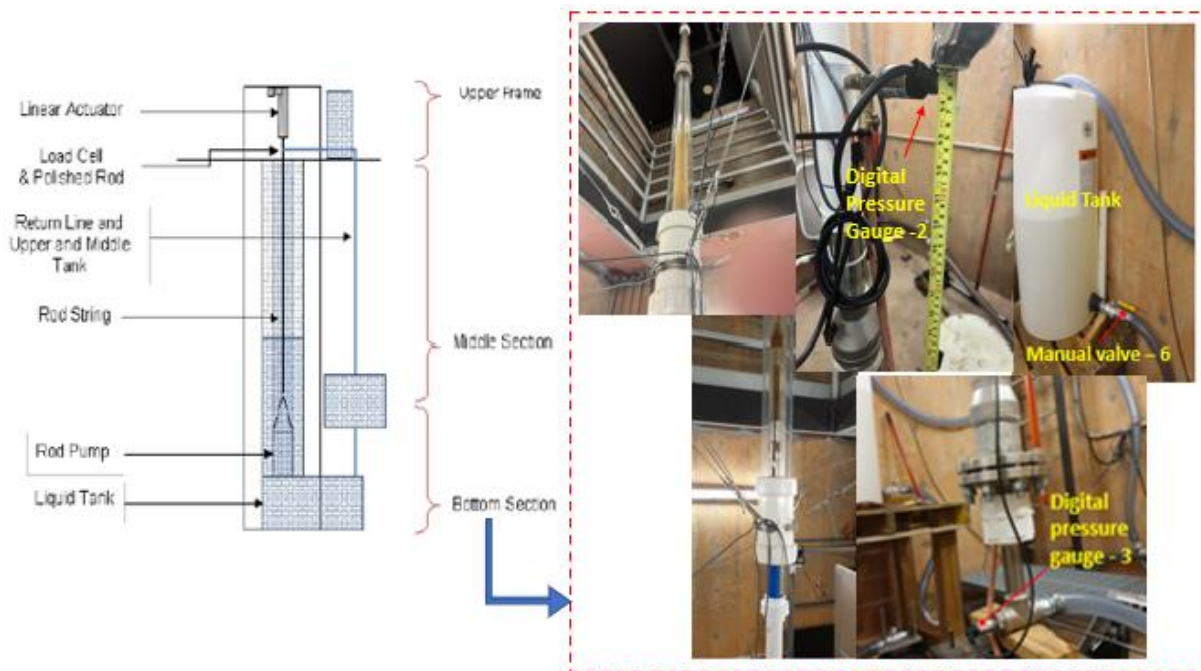 Linear Actuator
Load Cell
& Polished Rod
Return Line and
Upper and Middle
Tank
Rod String
Rod Pump
Liquid Tank
Upper Frame
Middle Section
Bottom Section
Digital
Pressure
Gauge -2
Liquid Tank
Manual valve – 6
Digital
pressure
gauge - 3